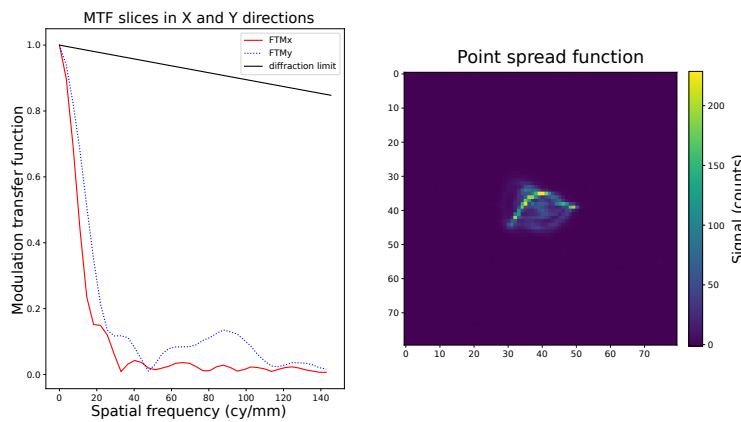 MTF slices in X and Y directions
FTMx
FTMy
diffraction limit
Modulation transfer function
1.0
0.8
0.6
0.4
0.2
0.0
0 20 40 60 80 100 120 140
Spatial frequency (cy/mm)
Point spread function
0
10
20
30
40
50
60
70
0 10 20 30 40 50 60 70
200
150
100
50
0
Signal (counts)